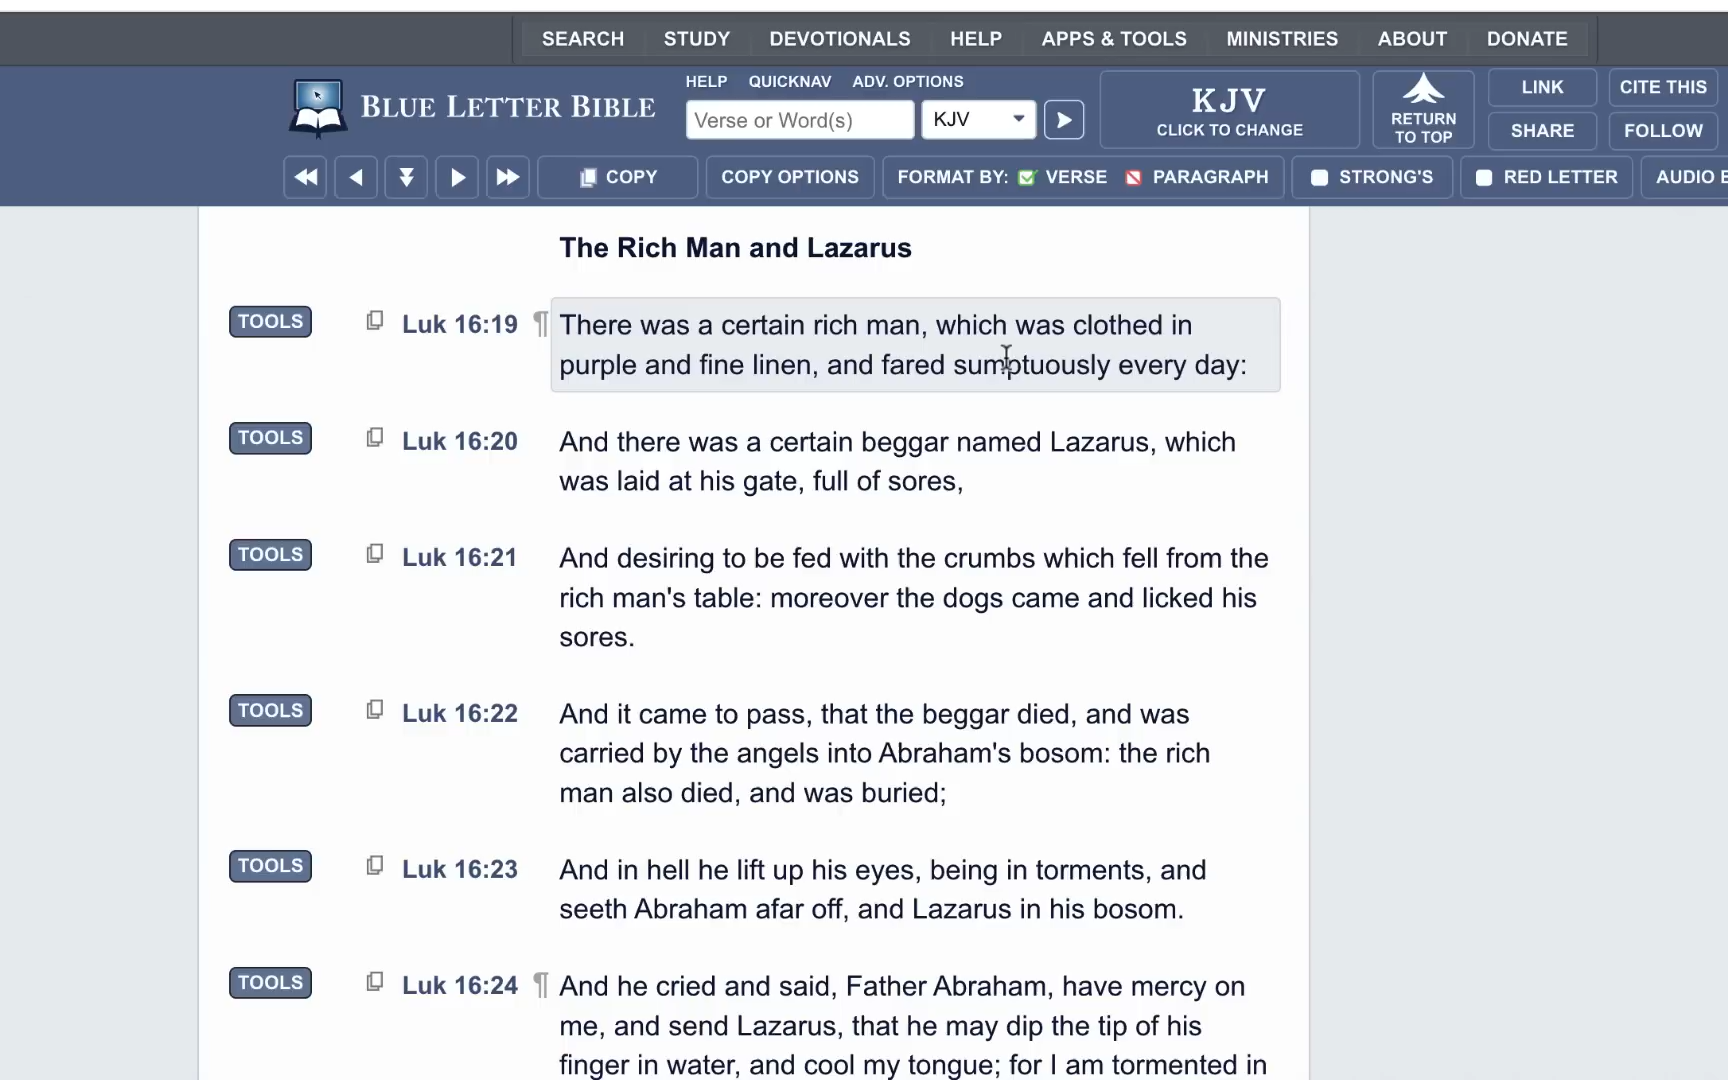 SEARCH STUDY DEVOTIONALS HELP APPS & TOOLS MINISTRIES ABOUT DONATE
HELP QUICKNAV ADV. OPTIONS
BLUE LETTER BIBLE
Verse or Word(s) KJV
KJV
CLICK TO CHANGE
RETURN
TO TOP
LINK CITE THIS
SHARE FOLLOW
COPY COPY OPTIONS FORMAT BY: VERSE PARAGRAPH STRONG'S RED LETTER AUDIO
The Rich Man and Lazarus
TOOLS Luk 16:19 ¶ There was a certain rich man, which was clothed in
purple and fine linen, and fared sumptuously every day:
TOOLS Luk 16:20 And there was a certain beggar named Lazarus, which
was laid at his gate, full of sores,
TOOLS Luk 16:21 And desiring to be fed with the crumbs which fell from the
rich man's table: moreover the dogs came and licked his
sores.
TOOLS Luk 16:22 And it came to pass, that the beggar died, and was
carried by the angels into Abraham's bosom: the rich
man also died, and was buried;
TOOLS Luk 16:23 And in hell he lift up his eyes, being in torments, and
seeth Abraham afar off, and Lazarus in his bosom.
TOOLS Luk 16:24 ¶ And he cried and said, Father Abraham, have mercy on
me, and send Lazarus, that he may dip the tip of his
finger in water, and cool my tongue; for I am tormented in